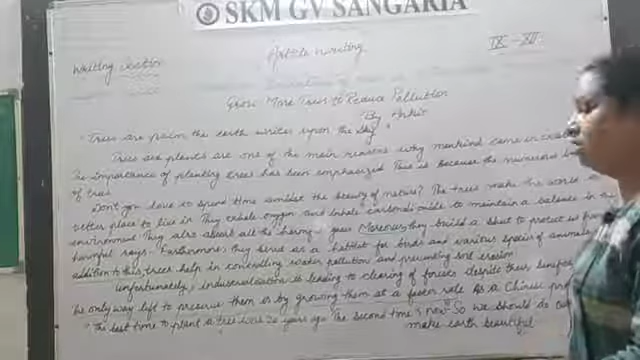 SKM GV SANGARIA
Writing section
Article writing
IX-XII
Grow More Trees to Reduce Pollution
By Ankit
"Trees are psalm the earth writes upon the sky"
Trees and plants are one of the main reasons why mankind came in
The importance of planting trees has been emphasized. This is because the numerous
of trees
Don't you love to spend time amidst the beauty of nature? The trees make the world a
better place to live in. They exhale oxygen and inhale carbondioxide to maintain a balance in
environment. They also absorb all the harmful gases. Moreover, they build a sheet to protect us from
harmful rays. Furthermore they serve as a habitat for birds and various species of animals
addition to this, trees help in controlling water pollution and preventing soil erosion.
Unfortunately, industrialization is leading to clearing of forests despite their
The only way left to preserve them is by growing them at a faster rate. As a Chinese
"The best time to plant a tree was 20 years ago. The second time is now" So we should do
make earth beautiful